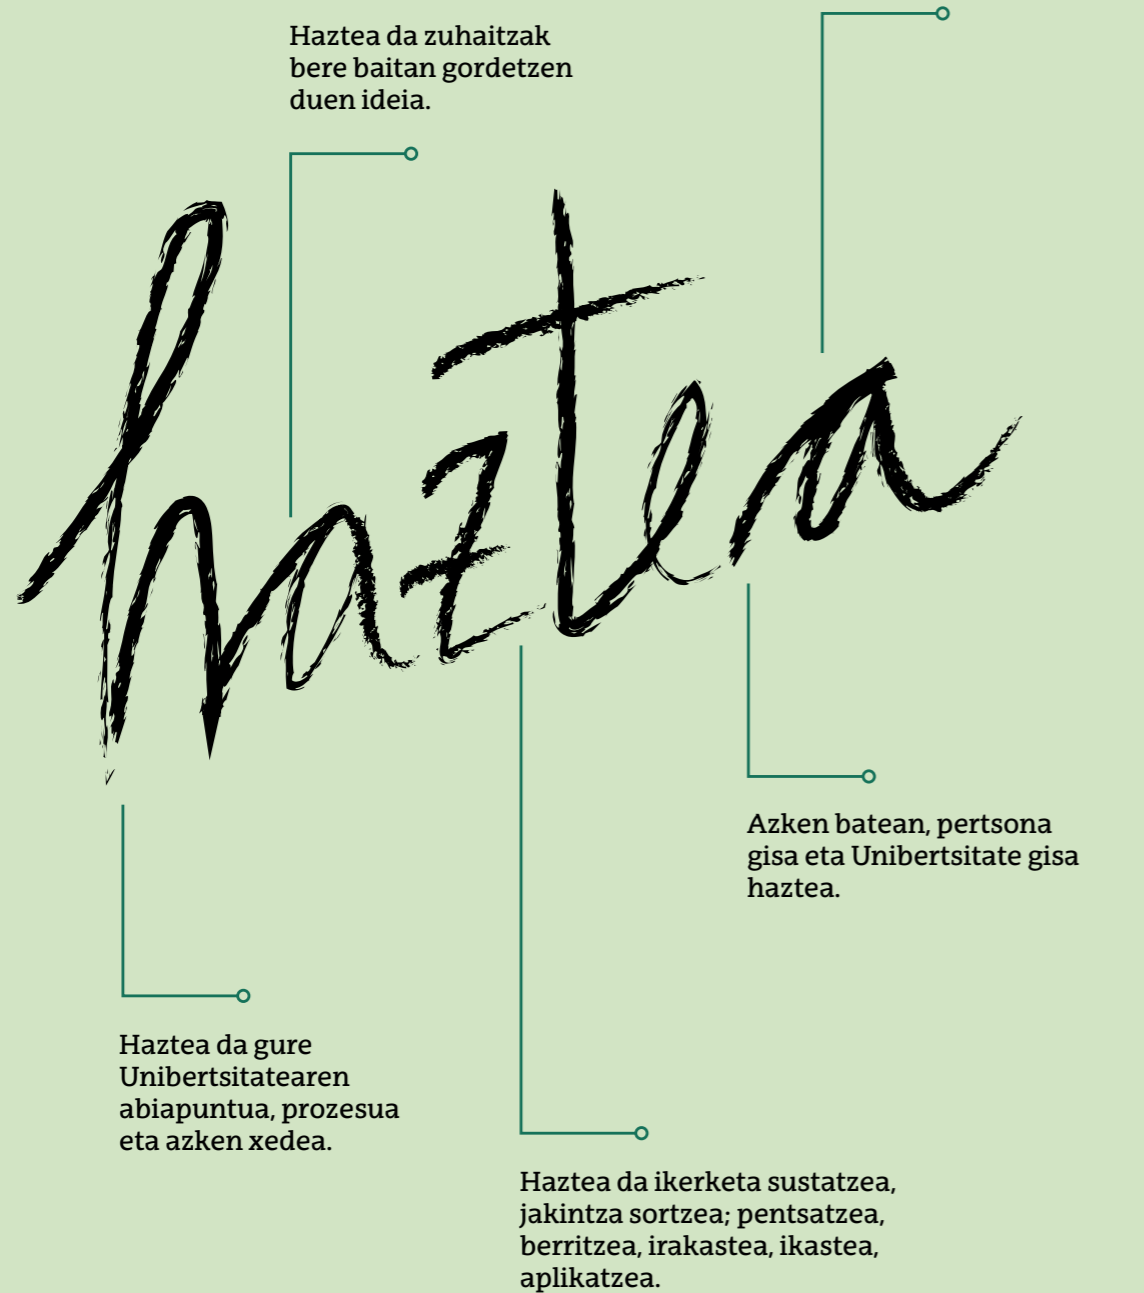 Haztea da zuhaitzak
bere baitan gordetzen
duen ideia.
haztea
Azken batean, pertsona
gisa eta Unibertsitate gisa
haztea.
Haztea da gure
Unibertsitatearen
abiapuntua, prozesua
eta azken xedea.
Haztea da ikerketa sustatzea,
jakintza sortzea; pentsatzea,
berritzea, irakastea, ikastea,
aplikatzea.